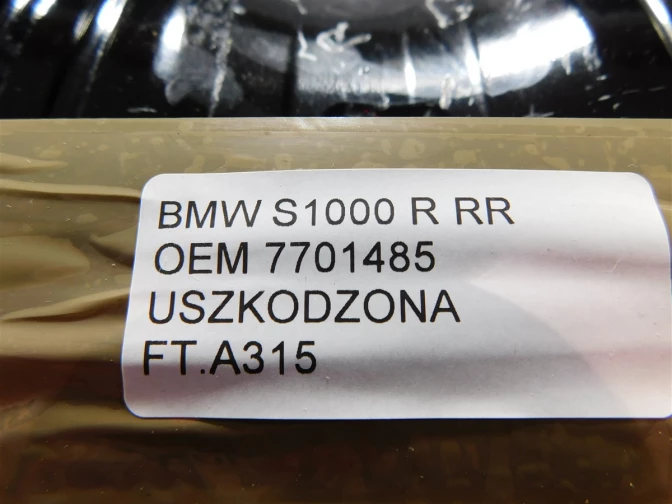 BMW S1000 R RR
OEM 7701485
USZKODZONA
FT.A315